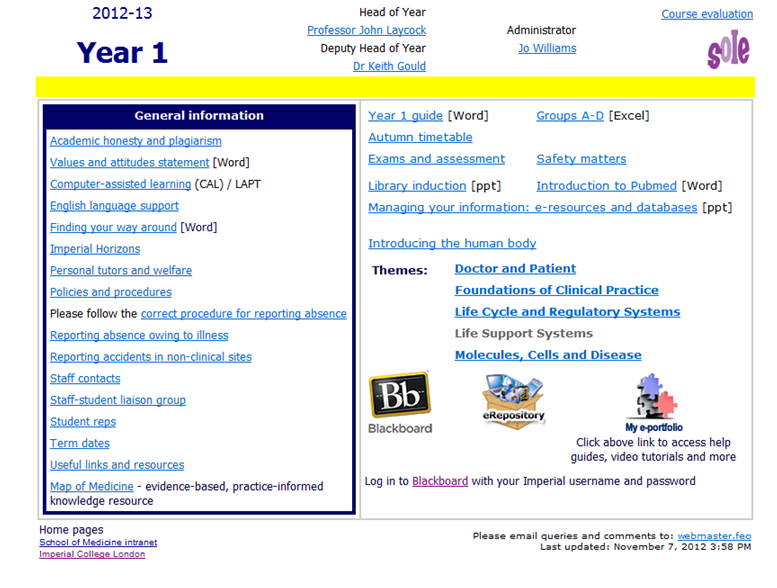 2012-13
Year 1
Head of Year
Professor John Laycock
Deputy Head of Year
Dr Keith Gould
Administrator
Jo Williams
Course evaluation
sole
General information
Academic honesty and plagiarism
Values and attitudes statement [Word]
Computer-assisted learning (CAL) / LAPT
English language support
Finding your way around [Word]
Imperial Horizons
Personal tutors and welfare
Policies and procedures
Please follow the correct procedure for reporting absence
Reporting absence owing to illness
Reporting accidents in non-clinical sites
Staff contacts
Staff-student liaison group
Student reps
Term dates
Useful links and resources
Map of Medicine - evidence-based, practice-informed
knowledge resource
Year 1 guide [Word] Groups A-D [Excel]
Autumn timetable
Exams and assessment Safety matters
Library induction [ppt] Introduction to Pubmed [Word]
Managing your information: e-resources and databases [ppt]
Introducing the human body
Themes: Doctor and Patient
Foundations of Clinical Practice
Life Cycle and Regulatory Systems
Life Support Systems
Molecules, Cells and Disease
Bb
Blackboard
eRepository
My e-portfolio
Click above link to access help
guides, video tutorials and more
Log in to Blackboard with your Imperial username and password
Home pages
School of Medicine intranet
Imperial College London
Please email queries and comments to: webmaster.feo
Last updated: November 7, 2012 3:58 PM